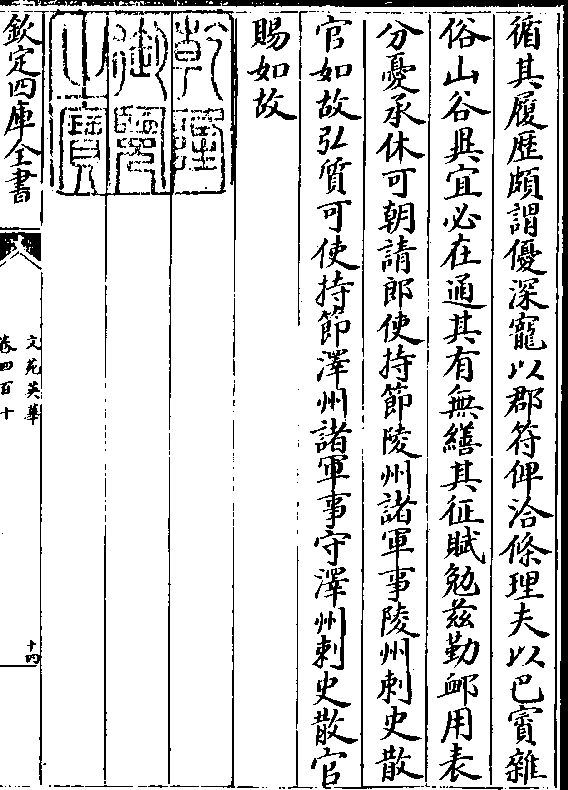 循其履歴頗謂優深寵以郡符俾洽條理夫以巴賨雜
俗山谷異宜必在通其有無繕其征賦勉茲勤邺用表
分憂承休可朝請郎使持節陵州諸軍事陵州刺史散
官如故弘質可使持節澤州諸軍事守澤州刺史散官
賜如故
乾隆御覽之寶
欽定四庫全書
文苑英華
卷四百十
十四